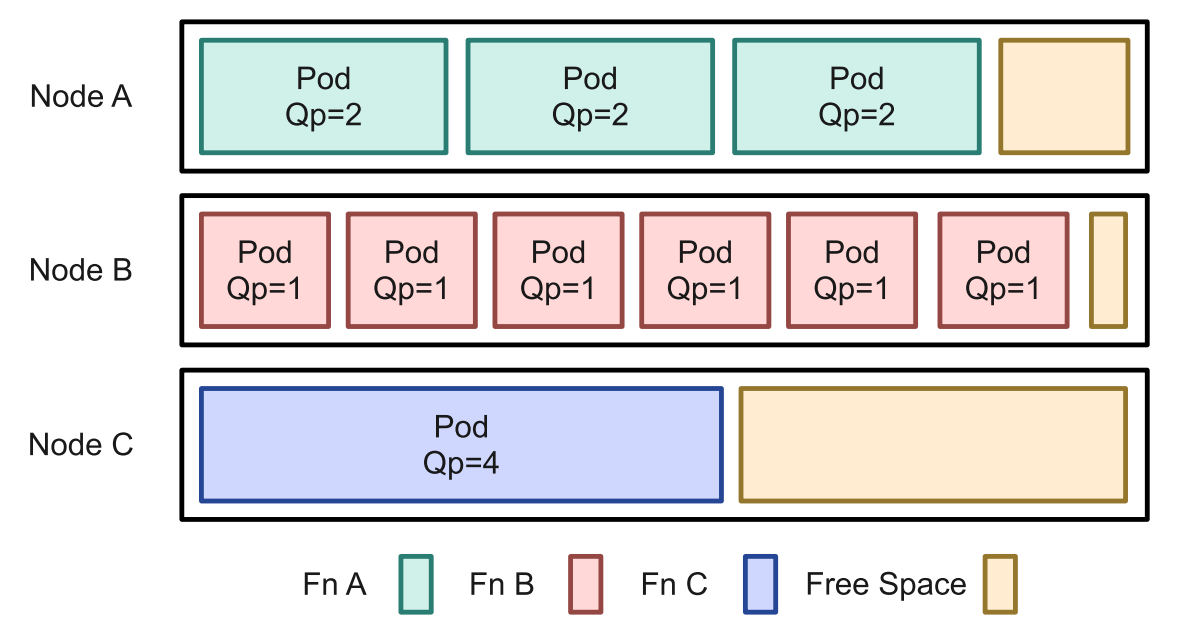 Node A
Pod
Qp=2
Pod
Qp=2
Pod
Qp=2
Node B
Pod
Qp=1
Pod
Qp=1
Pod
Qp=1
Pod
Qp=1
Pod
Qp=1
Pod
Qp=1
Node C
Pod
Qp=4
Fn A
Fn B
Fn C
Free Space